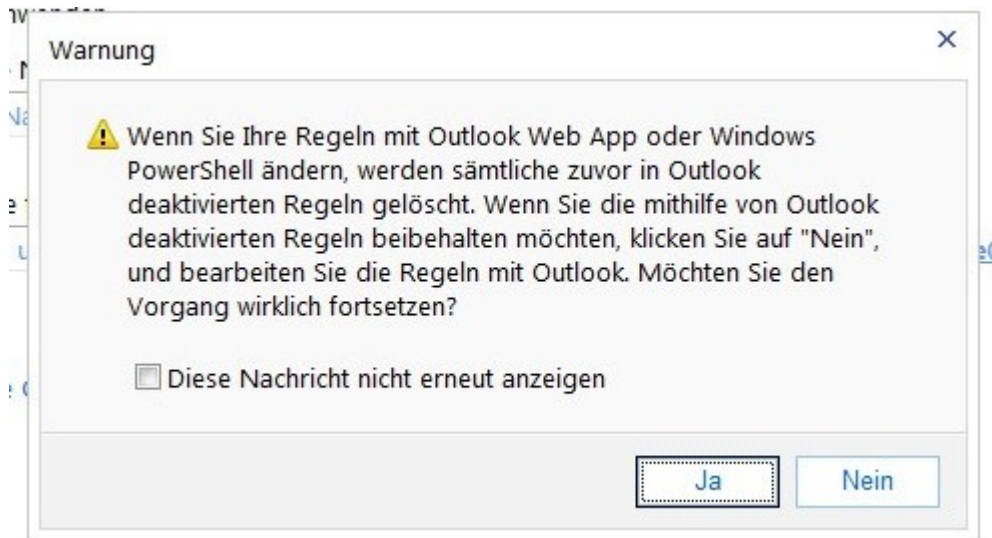 Warnung
Wenn Sie Ihre Regeln mit Outlook Web App oder Windows
PowerShell ändern, werden sämtliche zuvor in Outlook
deaktivierten Regeln gelöscht. Wenn Sie die mithilfe von Outlook
deaktivierten Regeln beibehalten möchten, klicken Sie auf "Nein",
und bearbeiten Sie die Regeln mit Outlook. Möchten Sie den
Vorgang wirklich fortsetzen?
Diese Nachricht nicht erneut anzeigen
Ja Nein